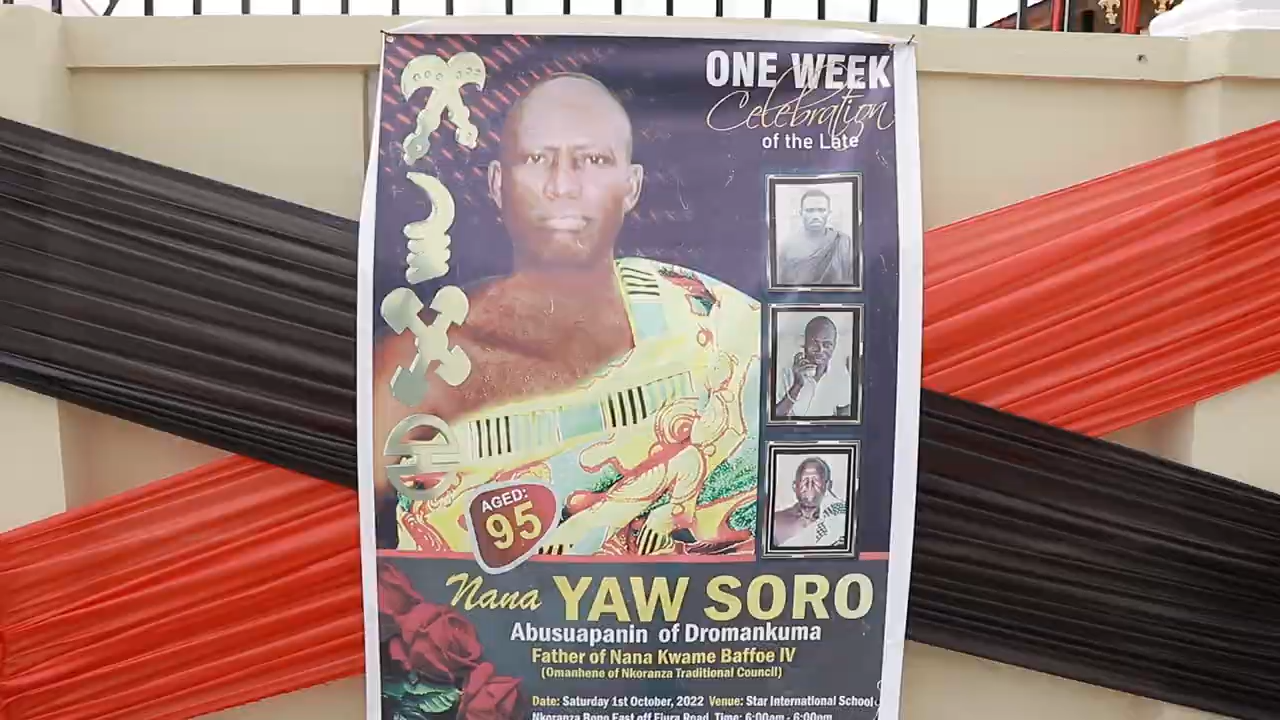 ONE WEEK
Celebration
of the Late
AGED:
95
Nana YAW SORO
Abusuapanin of Dromankuma
Father of Nana Kwame Baffoe IV
(Omanhene of Nkoranza Traditional Council)
Date: Saturday 1st October, 2022 Venue: Star International School
Nkoranza Bono East off Ejura Road, Time: 6:00am - 6:00pm